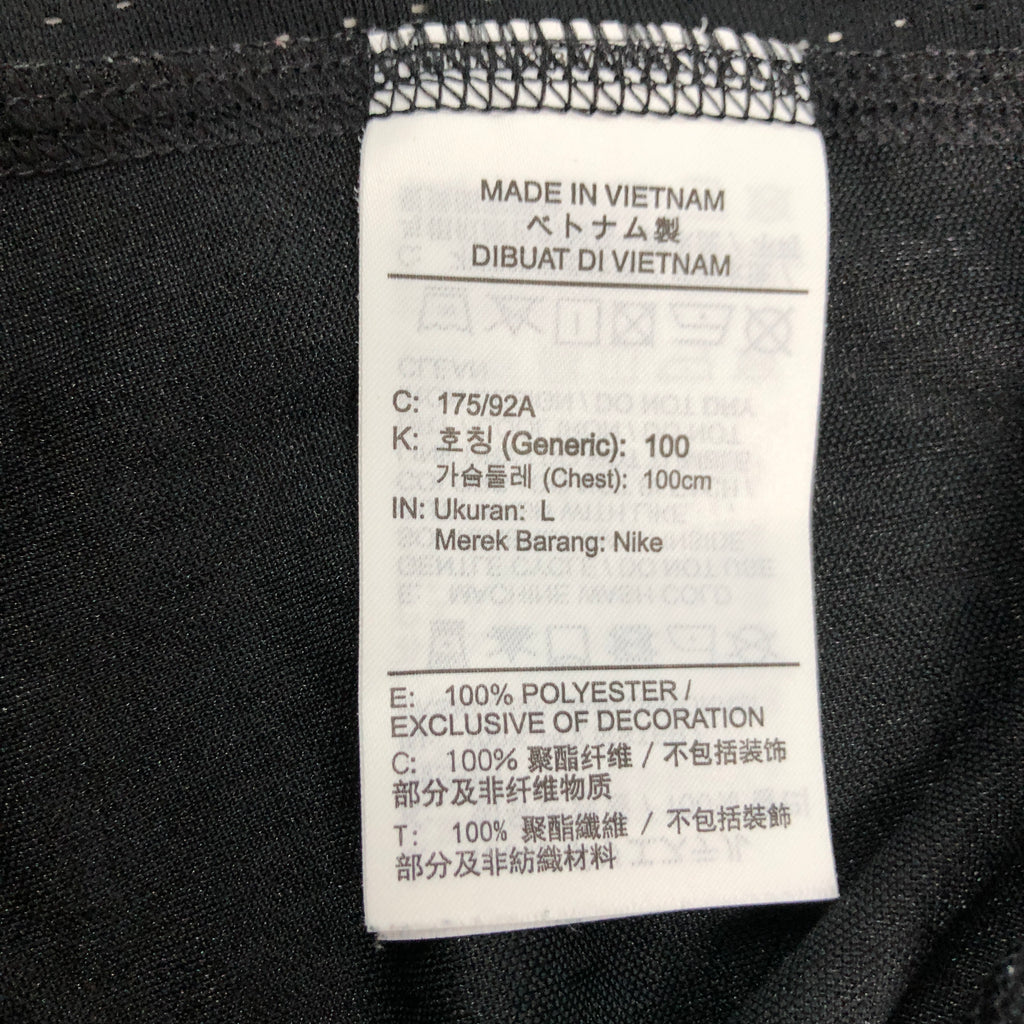 MADE IN VIETNAM
ベトナム製
DIBUAT DI VIETNAM
C: 175/92A
K: 호칭 (Generic): 100
가슴둘레 (Chest): 100cm
IN: Ukuran: L
Merek Barang: Nike
E: 100% POLYESTER /
EXCLUSIVE OF DECORATION
C: 100% 聚酯纤维 / 不包括装饰
部分及非纤维物质
T: 100% 聚酯纖維 / 不包括裝飾
部分及非紡織材料